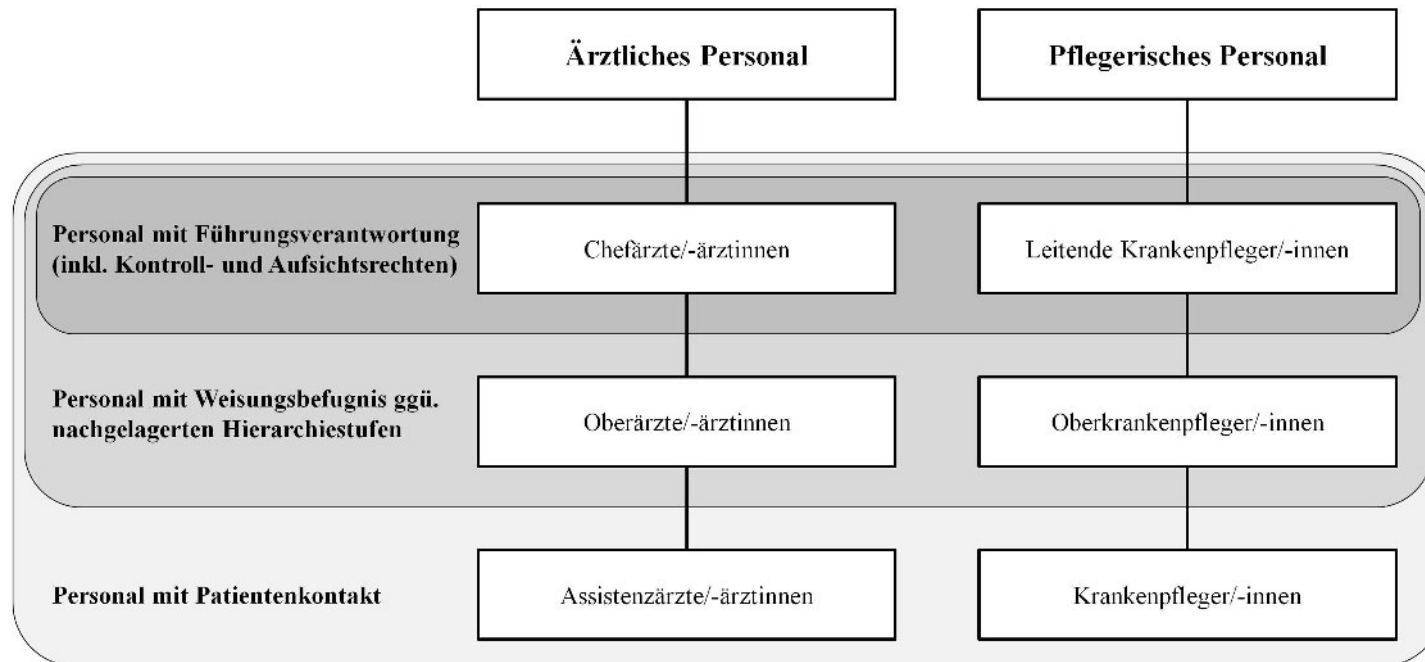 Ärztliches Personal
Pflegerisches Personal
Personal mit Führungsverantwortung
(inkl. Kontroll- und Aufsichtsrechten)
Chefärzte/-ärztinnen
Leitende Krankenpfleger/-innen
Personal mit Weisungsbefugnis ggü.
nachgelagerten Hierarchiestufen
Oberärzte/-ärztinnen
Oberkrankenpfleger/-innen
Personal mit Patientenkontakt
Assistenzärzte/-ärztinnen
Krankenpfleger/-innen